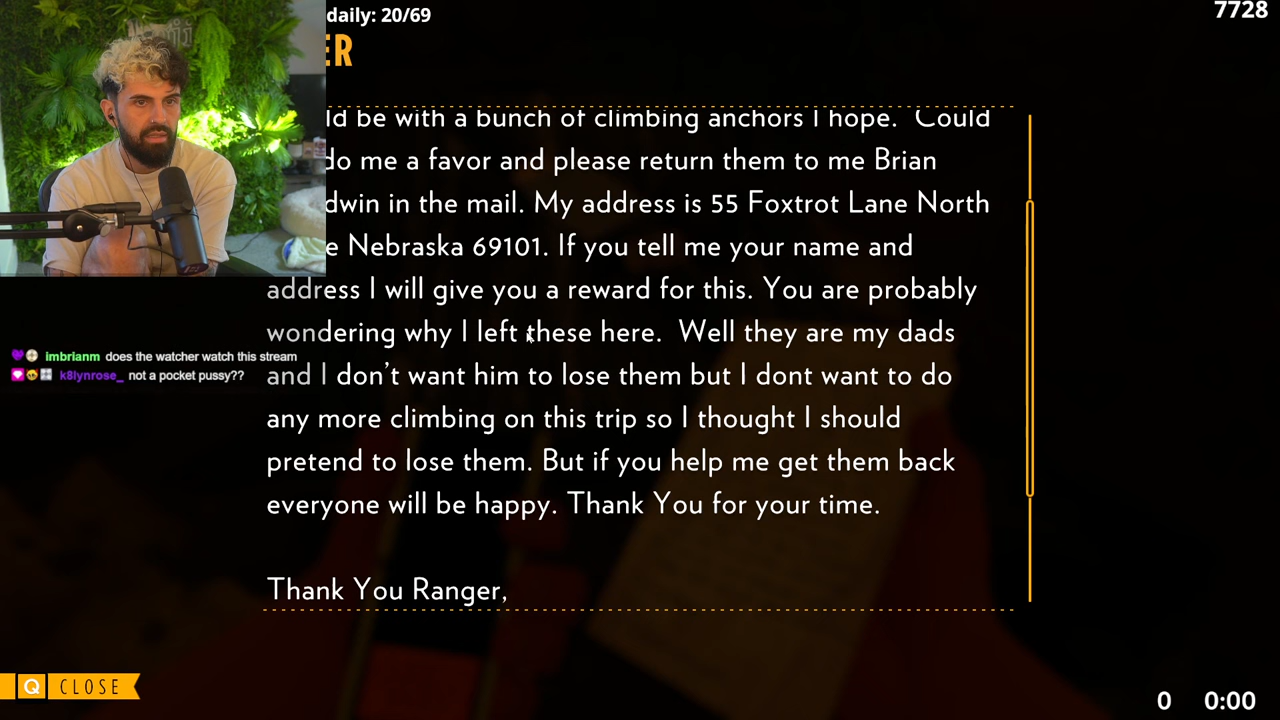 daily: 20/69
7728
ER
ld be with a bunch of climbing anchors I hope. Could
do me a favor and please return them to me Brian
dwin in the mail. My address is 55 Foxtrot Lane North
e Nebraska 69101. If you tell me your name and
address I will give you a reward for this. You are probably
wondering why I left these here. Well they are my dads
and I don't want him to lose them but I dont want to do
any more climbing on this trip so I thought I should
pretend to lose them. But if you help me get them back
everyone will be happy. Thank You for your time.
Thank You Ranger,
imbrianm does the watcher watch this stream
k8lynrose_ not a pocket pussy??
Q CLOSE
0 0:00